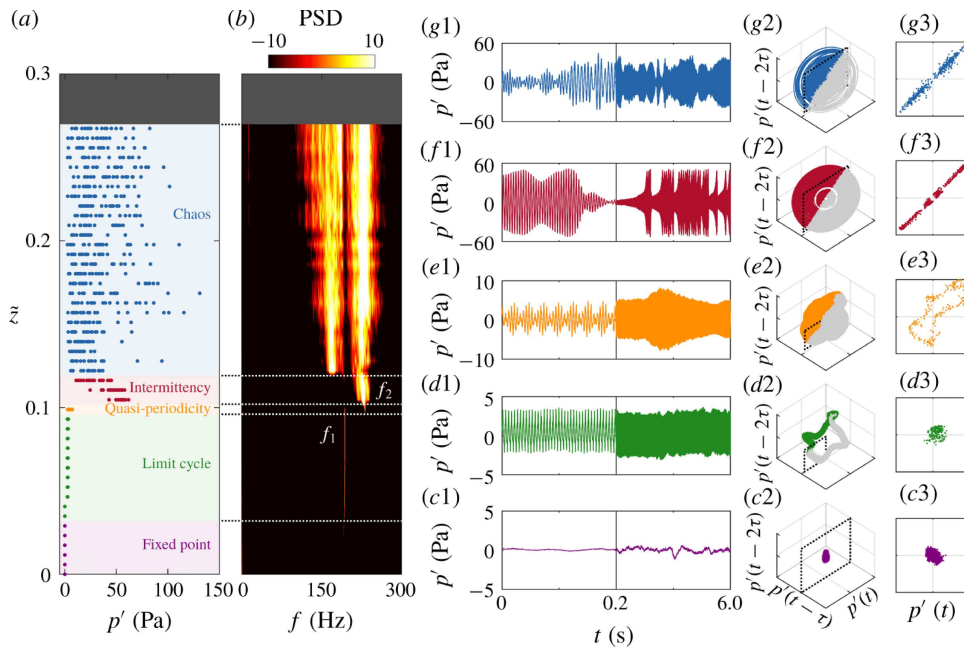 (a)
(b)
PSD
−10
10
0.3
0.2
0.1
0
z̃
Chaos
Intermittency
Quasi-periodicity
Limit cycle
Fixed point
f₂
f₁
0
50
100
150
p′ (Pa)
0
150
300
f (Hz)
(g1)
60
0
−60
p′ (Pa)
(g2)
p′(t − 2τ)
(g3)
(f1)
60
0
−60
p′ (Pa)
(f2)
p′(t − 2τ)
(f3)
(e1)
10
0
−10
p′ (Pa)
(e2)
p′(t − 2τ)
(e3)
(d1)
5
0
−5
p′ (Pa)
(d2)
p′(t − 2τ)
(d3)
(c1)
5
0
−5
p′ (Pa)
0
0.2
6.0
t (s)
(c2)
p′(t − 2τ)
p′(t − τ)
p′(t)
(c3)
p′ (t)